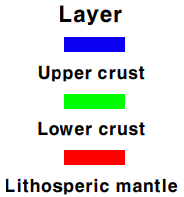 Layer
Upper crust
Lower crust
Lithosperic mantle